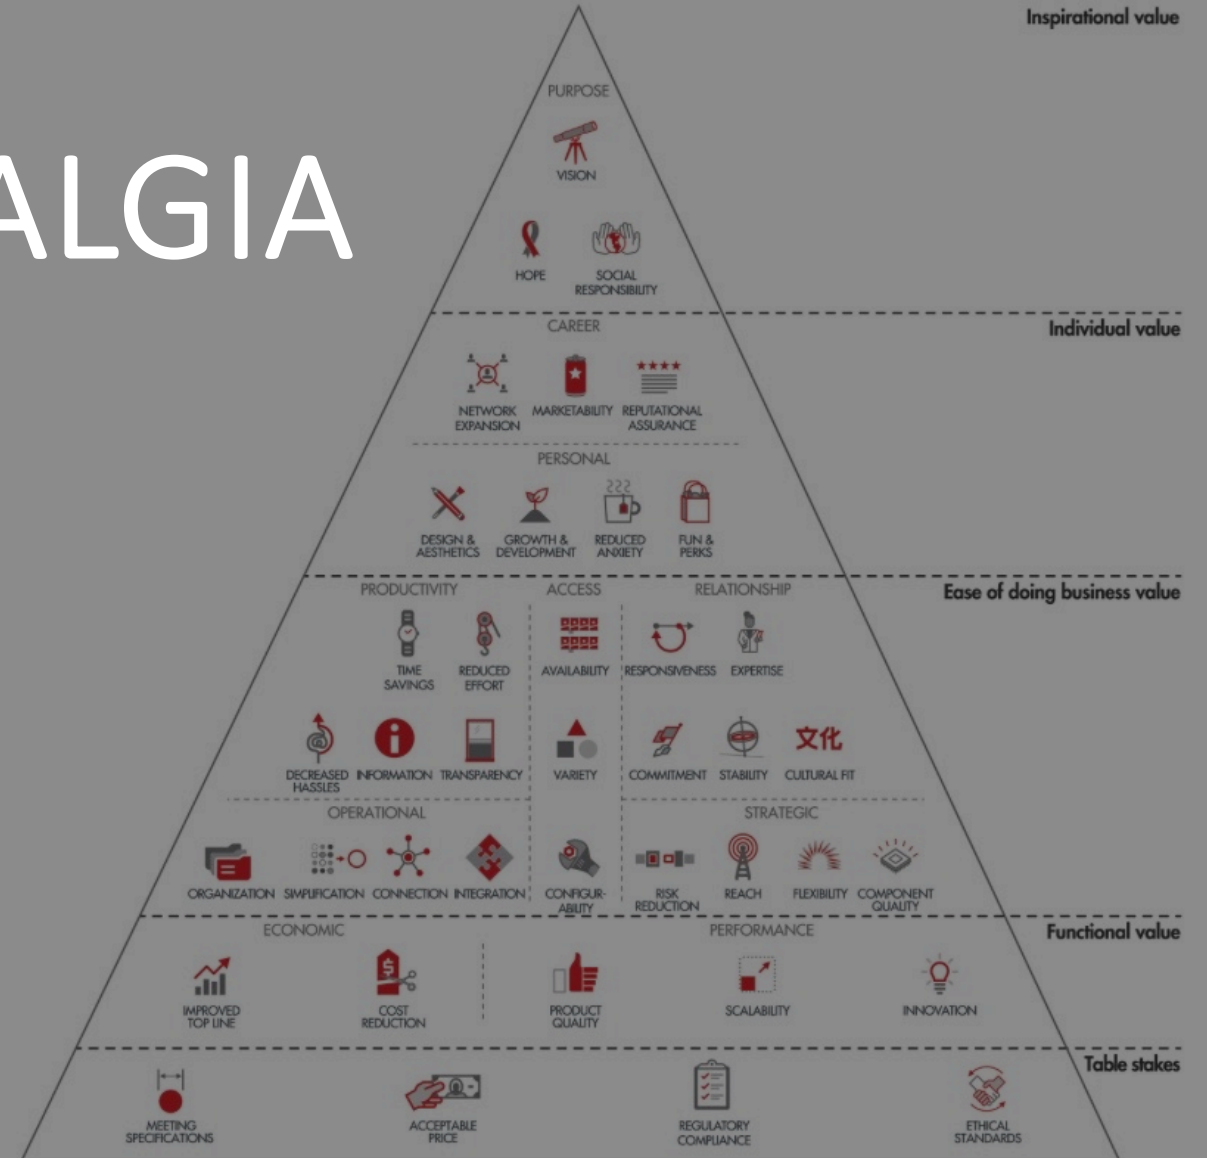 Inspirational value
PURPOSE
ALGIA
VISION
HOPE
SOCIAL
RESPONSIBILITY
Individual value
CAREER
NETWORK
EXPANSION
MARKETABILITY
REPUTATIONAL
ASSURANCE
PERSONAL
DESIGN &
AESTHETICS
GROWTH &
DEVELOPMENT
REDUCED
ANXIETY
FUN &
PERKS
Ease of doing business value
PRODUCTIVITY
TIME
SAVINGS
REDUCED
EFFORT
DECREASED
HASSLES
INFORMATION
TRANSPARENCY
OPERATIONAL
ORGANIZATION
SIMPLIFICATION
CONNECTION
INTEGRATION
ACCESS
AVAILABILITY
VARIETY
CONFIGUR-
ABILITY
RELATIONSHIP
RESPONSIVENESS
EXPERTISE
COMMITMENT
STABILITY
文化
CULTURAL FIT
STRATEGIC
RISK
REDUCTION
REACH
FLEXIBILITY
COMPONENT
QUALITY
Functional value
ECONOMIC
IMPROVED
TOP LINE
COST
REDUCTION
PERFORMANCE
PRODUCT
QUALITY
SCALABILITY
INNOVATION
Table stakes
MEETING
SPECIFICATIONS
ACCEPTABLE
PRICE
REGULATORY
COMPLIANCE
ETHICAL
STANDARDS